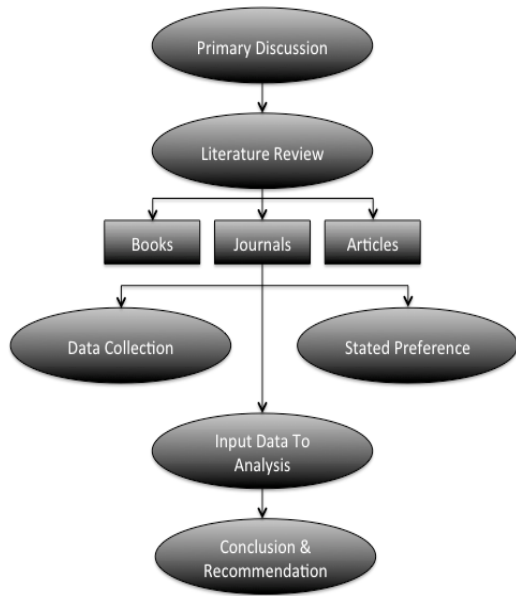 Primary Discussion
Literature Review
Books
Journals
Articles
Data Collection
Stated Preference
Input Data To
Analysis
Conclusion &
Recommendation